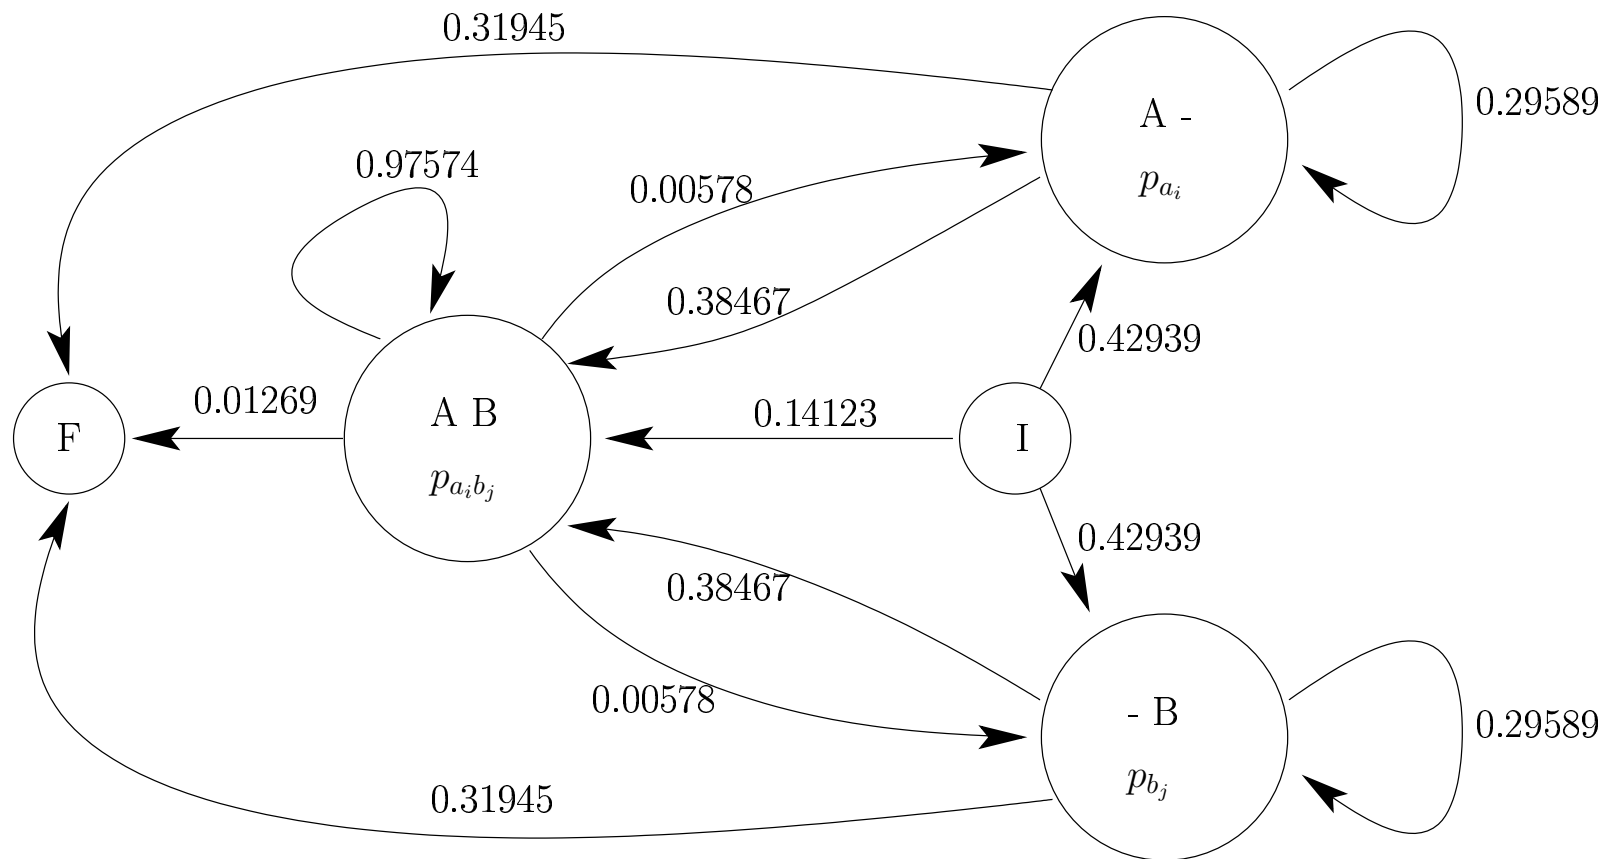 0.31945
0.97574
0.00578
A -
p_{a_i}
0.29589
0.38467
0.42939
0.01269
F
A B
p_{a_i b_j}
0.14123
I
0.42939
0.38467
0.00578
- B
p_{b_j}
0.29589
0.31945